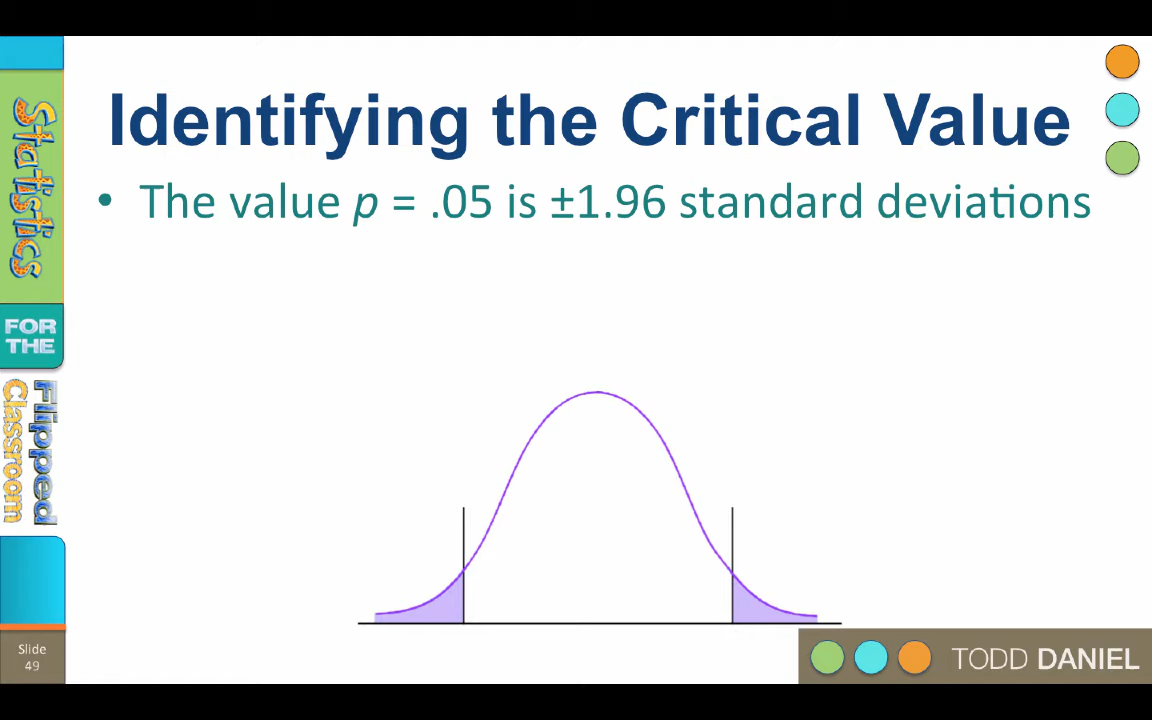 Identifying the Critical Value
• The value p = .05 is ±1.96 standard deviations
Statistics
FOR THE
Flipped
Classroom
Slide
49
TODD DANIEL